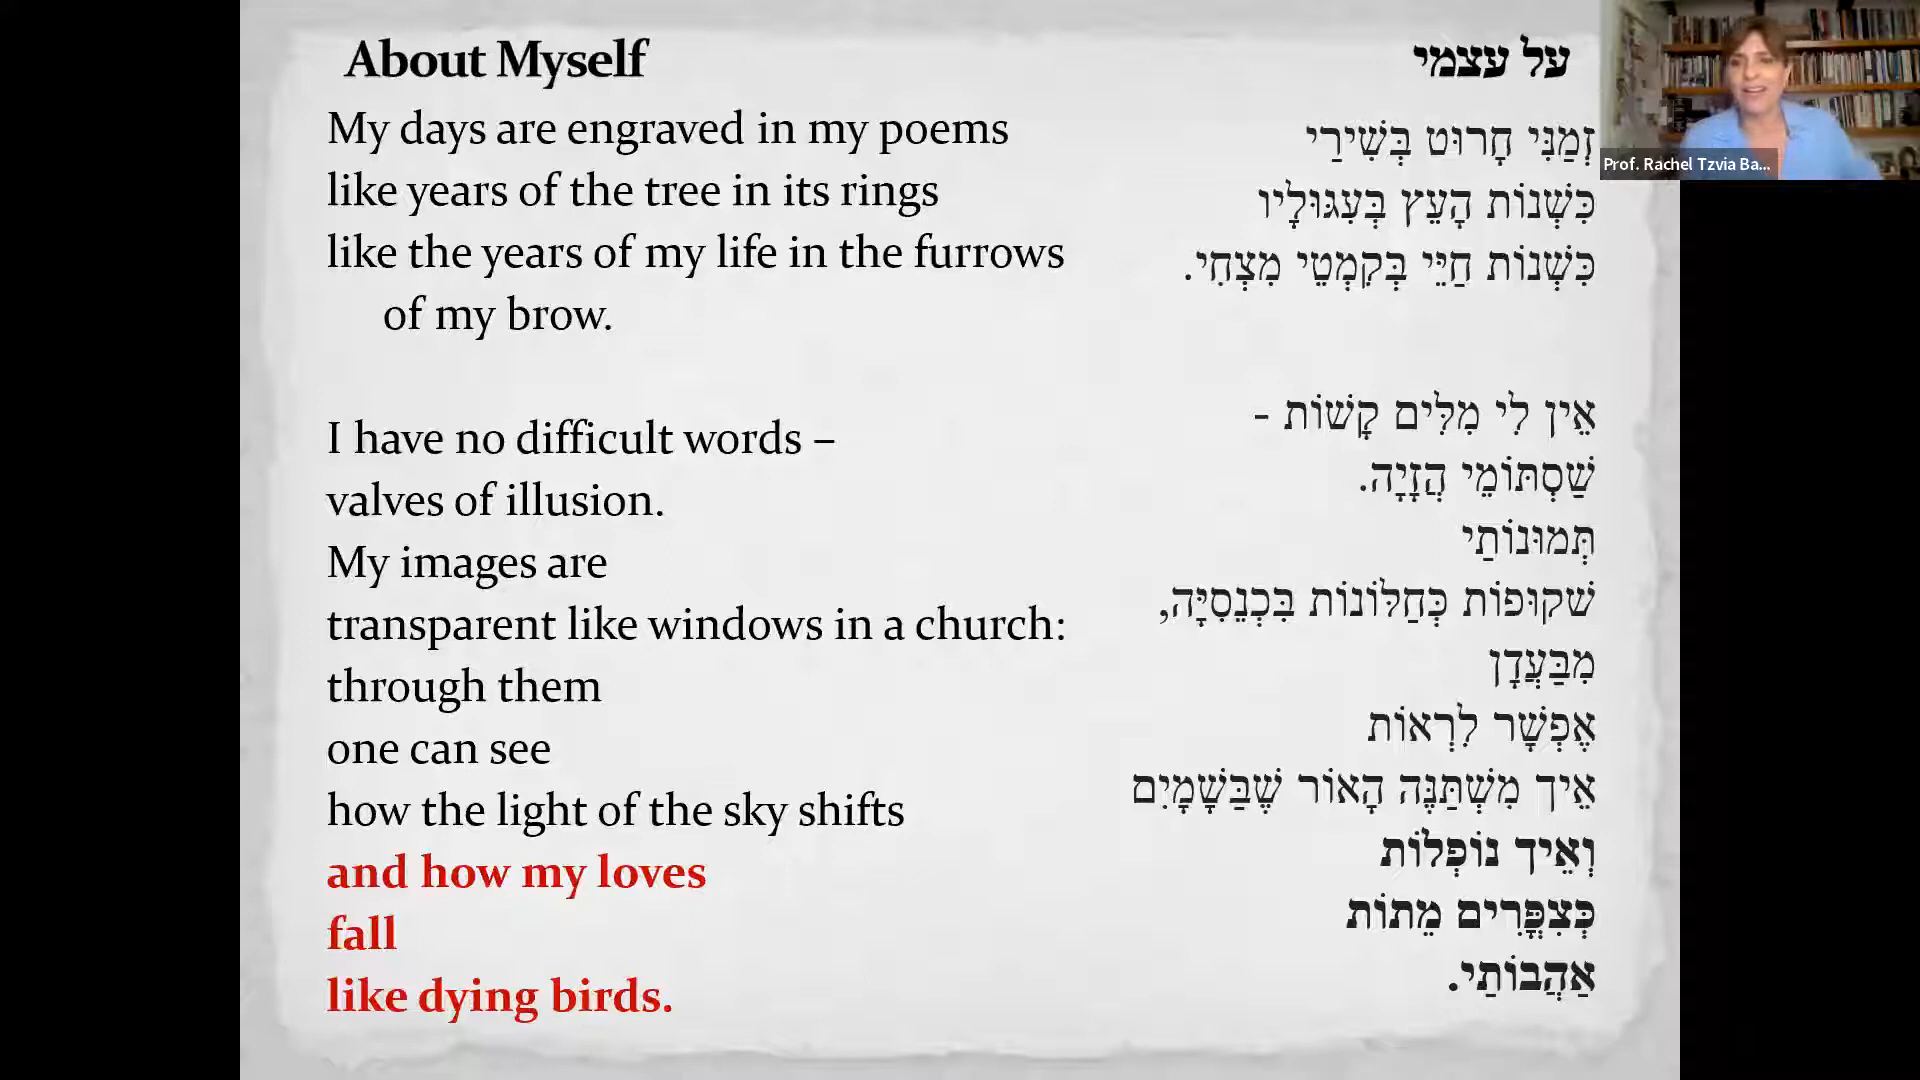 About Myself
My days are engraved in my poems
like years of the tree in its rings
like the years of my life in the furrows
of my brow.
I have no difficult words –
valves of illusion.
My images are
transparent like windows in a church:
through them
one can see
how the light of the sky shifts
and how my loves
fall
like dying birds.
על עצמי
זְמַנִּי חָרוּט בְּשִׁירַי
כִּשְׁנוֹת הָעֵץ בְּעִגּוּלָיו
כִּשְׁנוֹת חַיֵּי בְּקִמְטֵי מִצְחִי.
אֵין לִי מִלִּים קָשׁוֹת -
שַׁסְתּוֹמֵי הֲזָיָה.
תְּמוּנוֹתַי
שׁקוּפוֹת כְּחַלּוֹנוֹת בִּכְנֵסִיָּה,
מִבַּעֲדָן
אֶפְשָׁר לִרְאוֹת
אֵיך מִשְׁתַּנֶּה הָאוֹר שֶׁבַּשָׁמָיִם
וְאֵיך נוֹפְלוֹת
כְּצִפֳּרִים מֵתוֹת
אַהֲבוֹתַי.
Prof. Rachel Tzvia Ba...